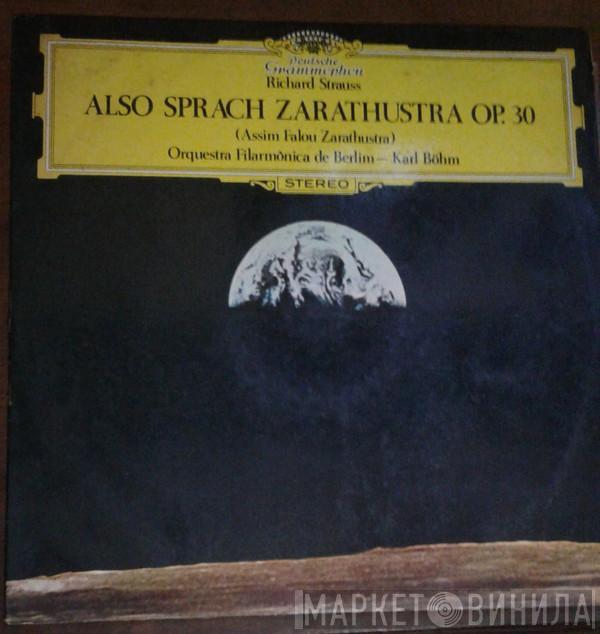 Deutsche
Grammophon
Richard Strauss
ALSO SPRACH ZARATHUSTRA OP. 30
(Assim Falou Zarathustra)
Orquestra Filarmônica de Berlim — Karl Böhm
STEREO
МАРКЕТ ВИНИЛА